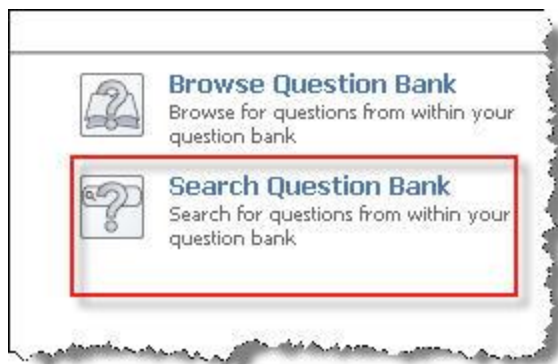 Browse Question Bank
Browse for questions from within your
question bank
Search Question Bank
Search for questions from within your
question bank